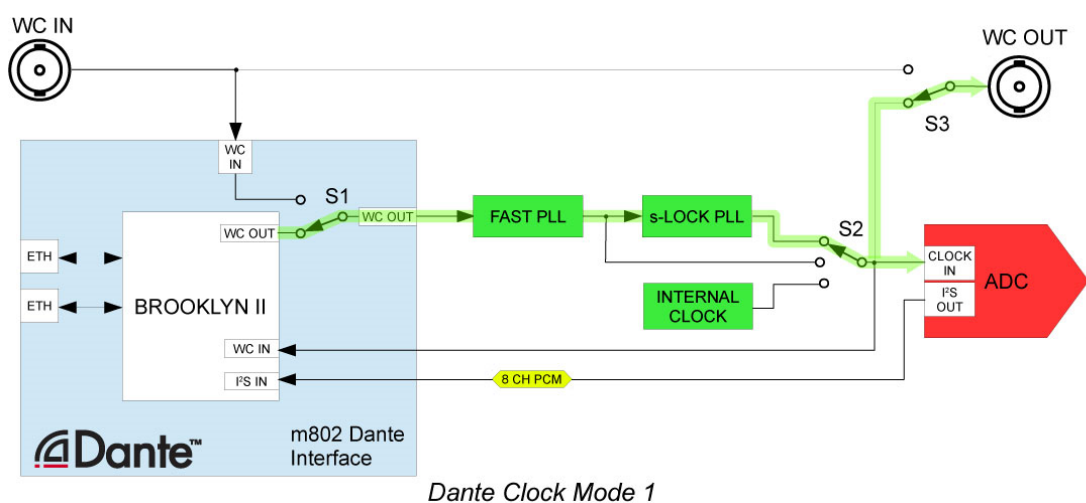 WC IN
WC OUT
S3
WC
IN
S1
WC OUT
WC OUT
FAST PLL
s-LOCK PLL
S2
ETH
ETH
BROOKLYN II
INTERNAL
CLOCK
CLOCK
IN
I²S
OUT
ADC
WC IN
I²S IN
8 CH PCM
Dante™
m802 Dante
Interface
Dante Clock Mode 1